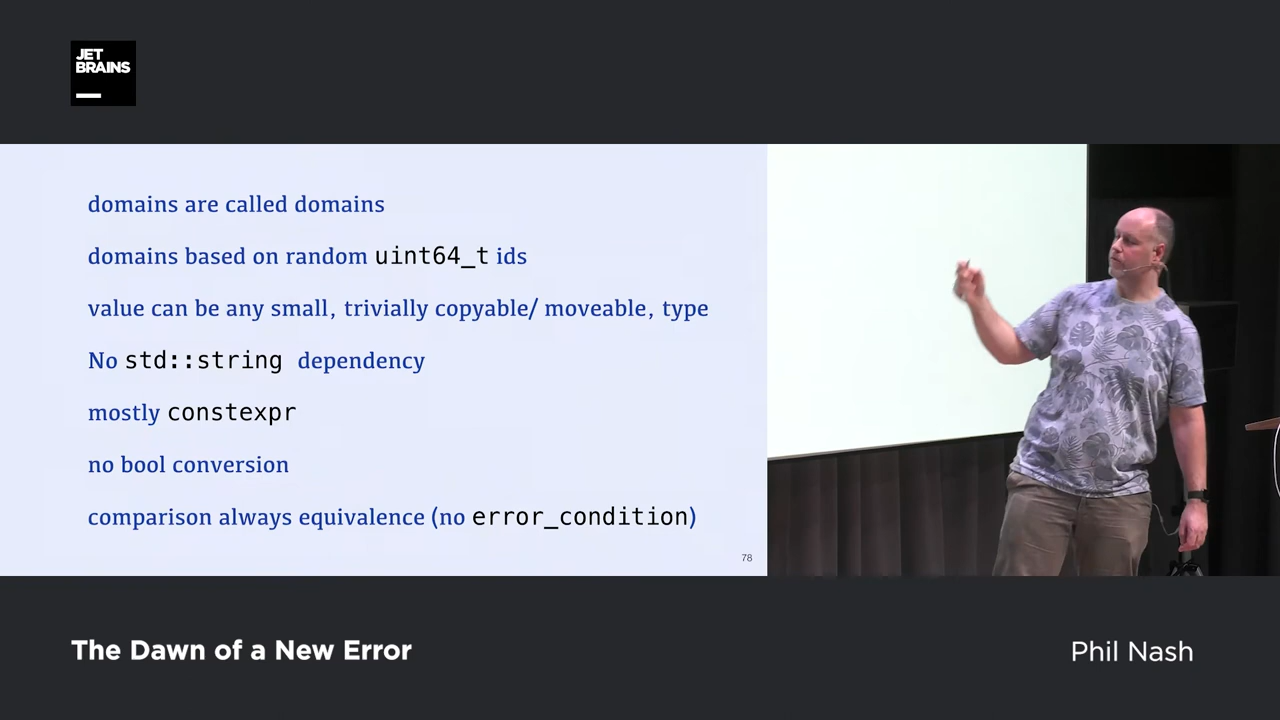 JET
BRAINS
domains are called domains
domains based on random uint64_t ids
value can be any small, trivially copyable/ moveable, type
No std::string dependency
mostly constexpr
no bool conversion
comparison always equivalence (no error_condition)
78
The Dawn of a New Error
Phil Nash